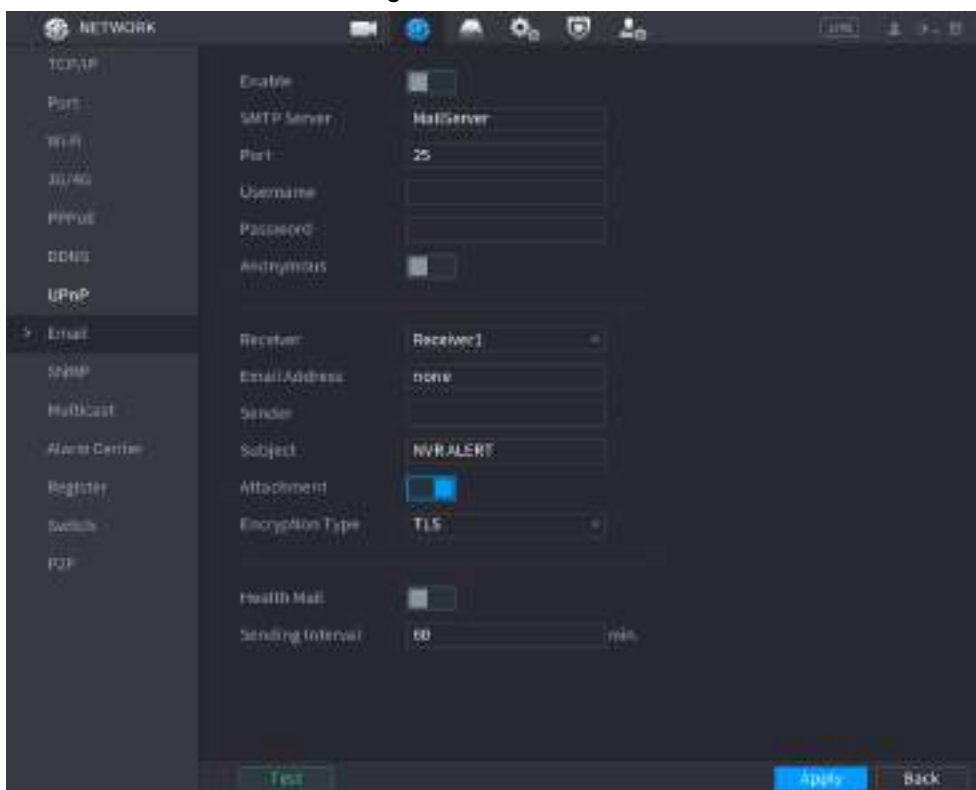 NETWORK
LIVE
TCP/IP
Port
Wi-Fi
3G/4G
PPPoE
DDNS
UPnP
> Email
SNMP
Multicast
Alarm Center
Register
Switch
P2P
Enable
SMTP Server MailServer
Port 25
Username
Password
Anonymous
Receiver Receiver1
Email Address none
Sender
Subject NVR ALERT
Attachment
Encryption Type TLS
Health Mail
Sending Interval 60 min.
Test Apply Back